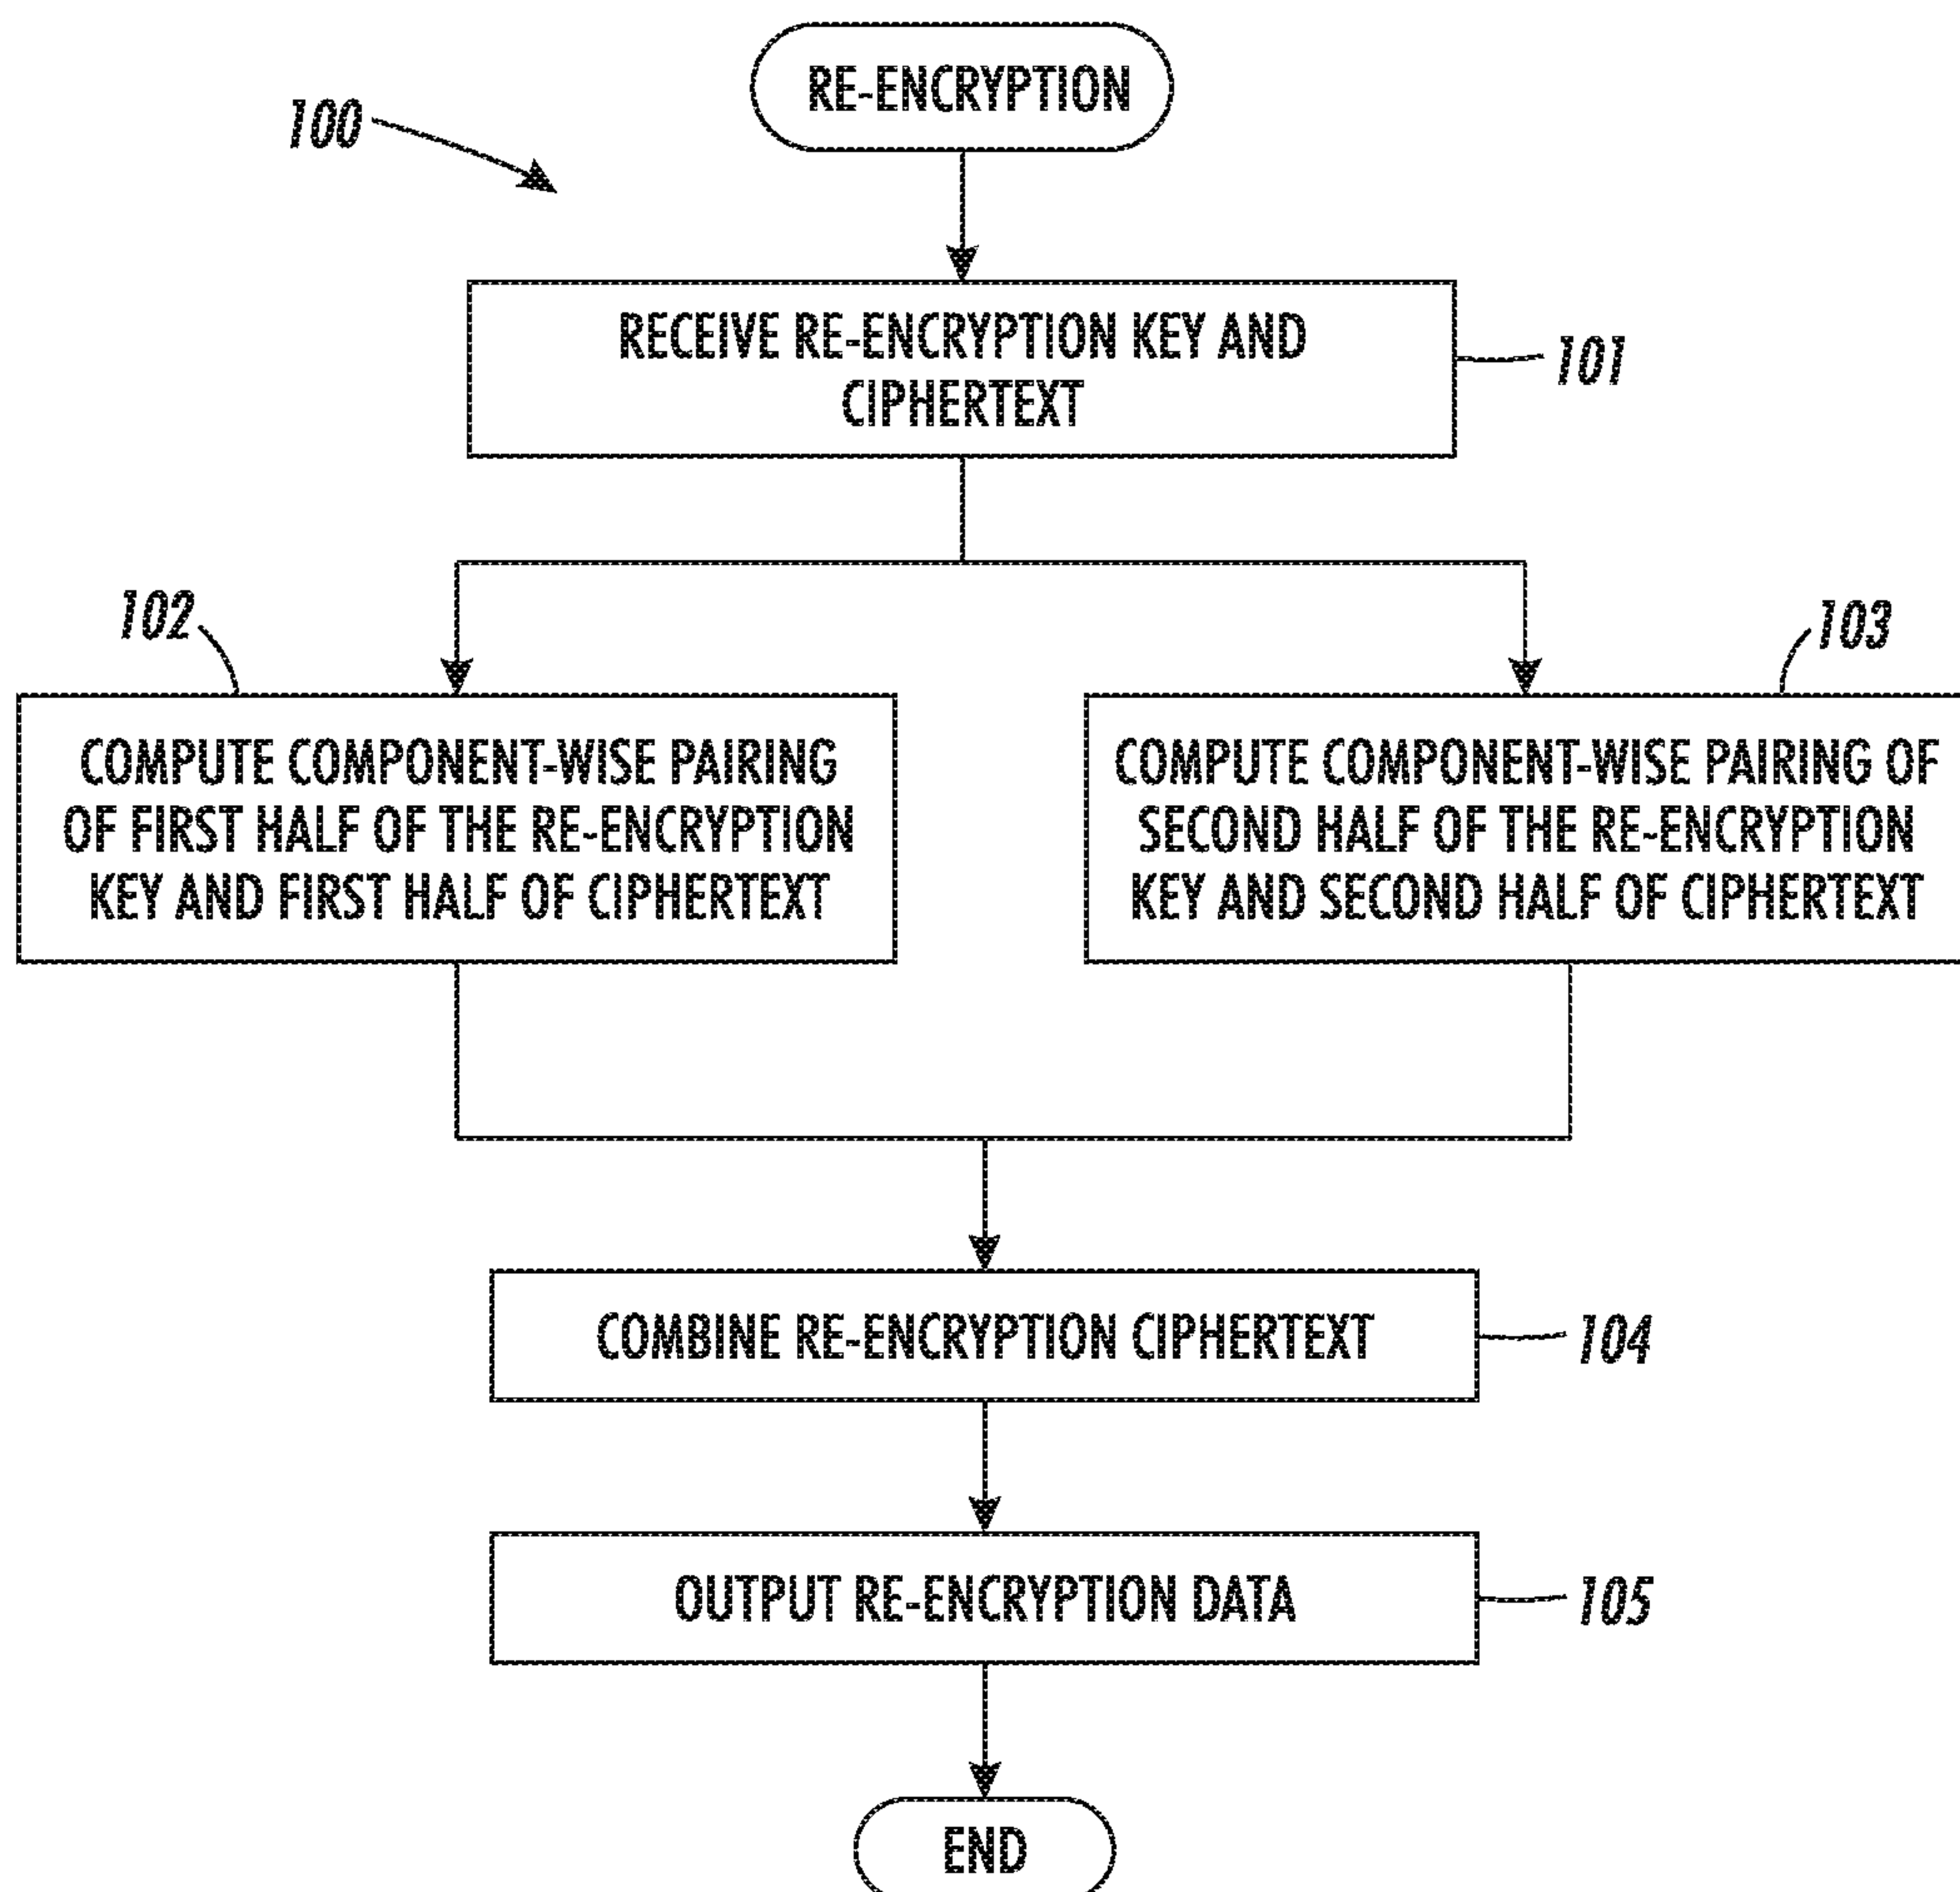 RE-ENCRYPTION
100
RECEIVE RE-ENCRYPTION KEY AND
CIPHERTEXT
101
102
COMPUTE COMPONENT-WISE PAIRING
OF FIRST HALF OF THE RE-ENCRYPTION
KEY AND FIRST HALF OF CIPHERTEXT
103
COMPUTE COMPONENT-WISE PAIRING OF
SECOND HALF OF THE RE-ENCRYPTION
KEY AND SECOND HALF OF CIPHERTEXT
COMBINE RE-ENCRYPTION CIPHERTEXT
104
OUTPUT RE-ENCRYPTION DATA
105
END